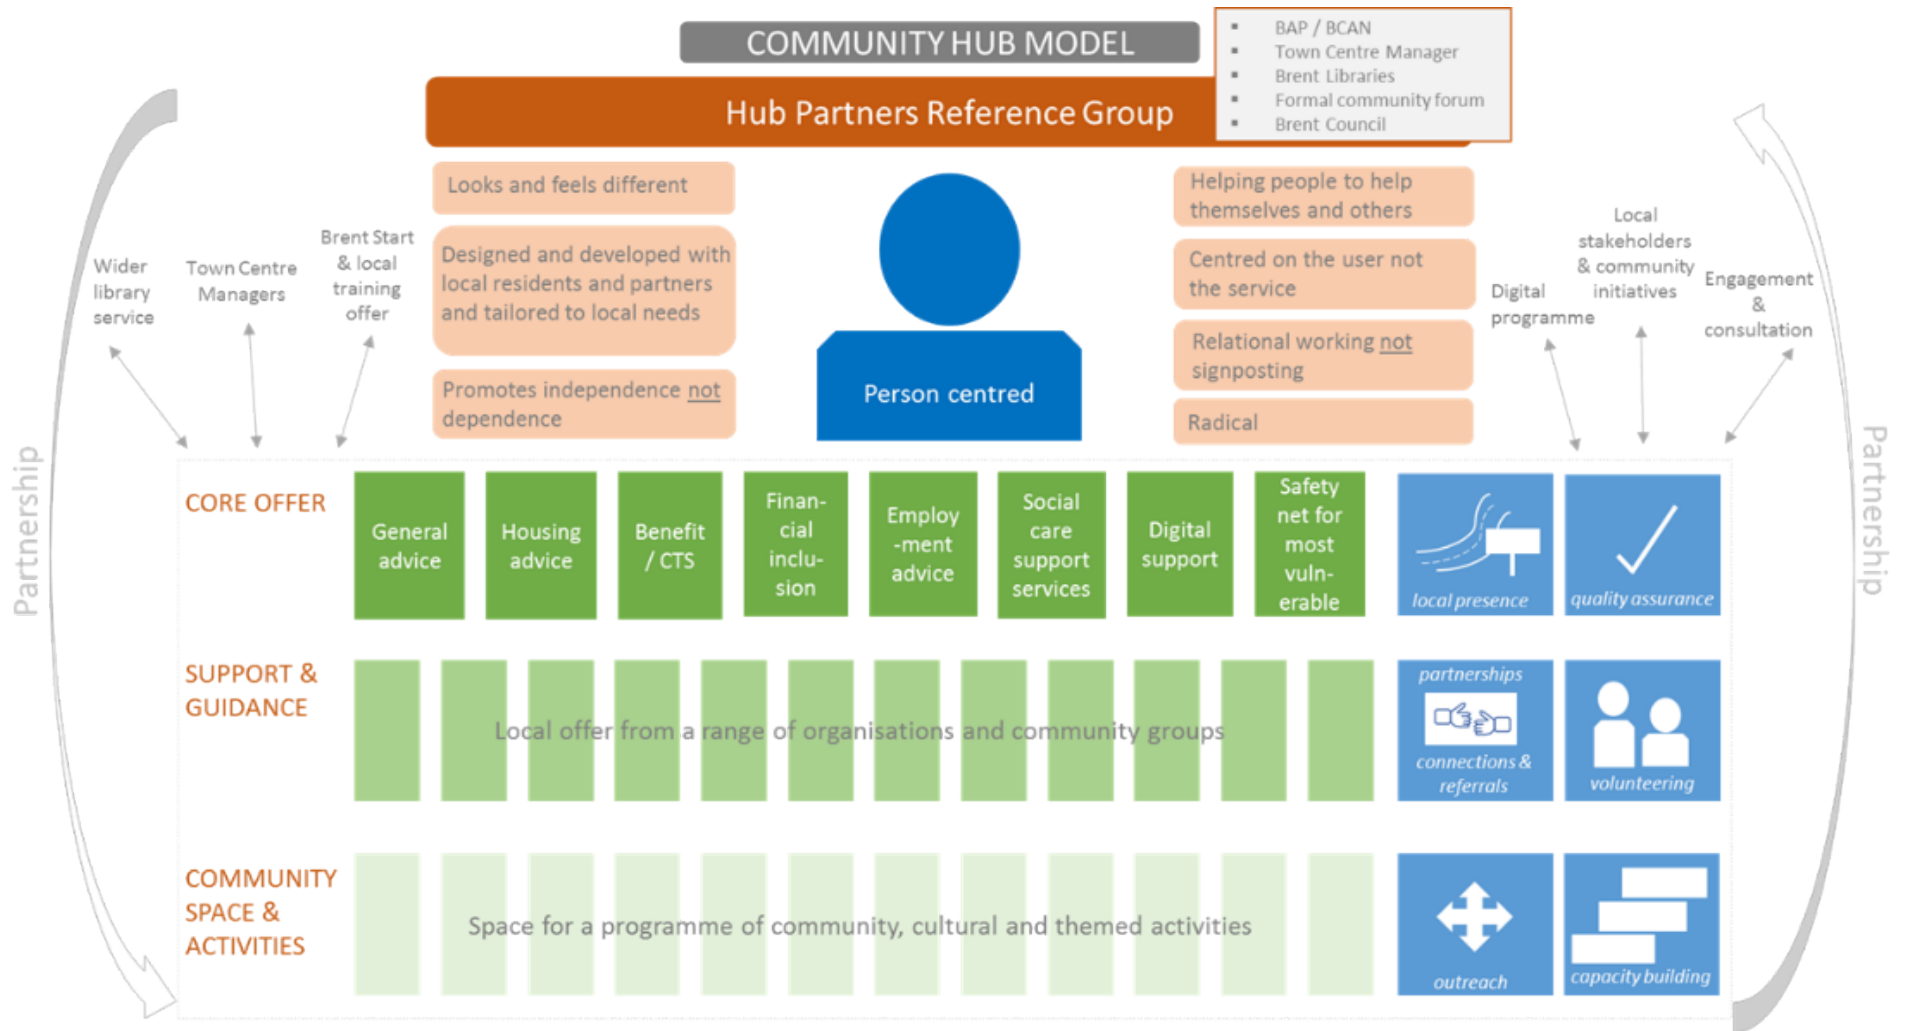 COMMUNITY HUB MODEL
Hub Partners Reference Group
▪ BAP / BCAN
▪ Town Centre Manager
▪ Brent Libraries
▪ Formal community forum
▪ Brent Council
Looks and feels different
Designed and developed with
local residents and partners
and tailored to local needs
Promotes independence not
dependence
Person centred
Helping people to help
themselves and others
Centred on the user not
the service
Relational working not
signposting
Radical
Partnership
Wider
library
service
Town Centre
Managers
Brent Start
& local
training
offer
Digital
programme
Local
stakeholders
& community
initiatives
Engagement
&
consultation
Partnership
CORE OFFER
General
advice
Housing
advice
Benefit
/ CTS
Finan-
cial
inclu-
sion
Employ
-ment
advice
Social
care
support
services
Digital
support
Safety
net for
most
vuln-
erable
local presence
quality assurance
SUPPORT &
GUIDANCE
Local offer from a range of organisations and community groups
partnerships
connections &
referrals
volunteering
COMMUNITY
SPACE &
ACTIVITIES
Space for a programme of community, cultural and themed activities
outreach
capacity building